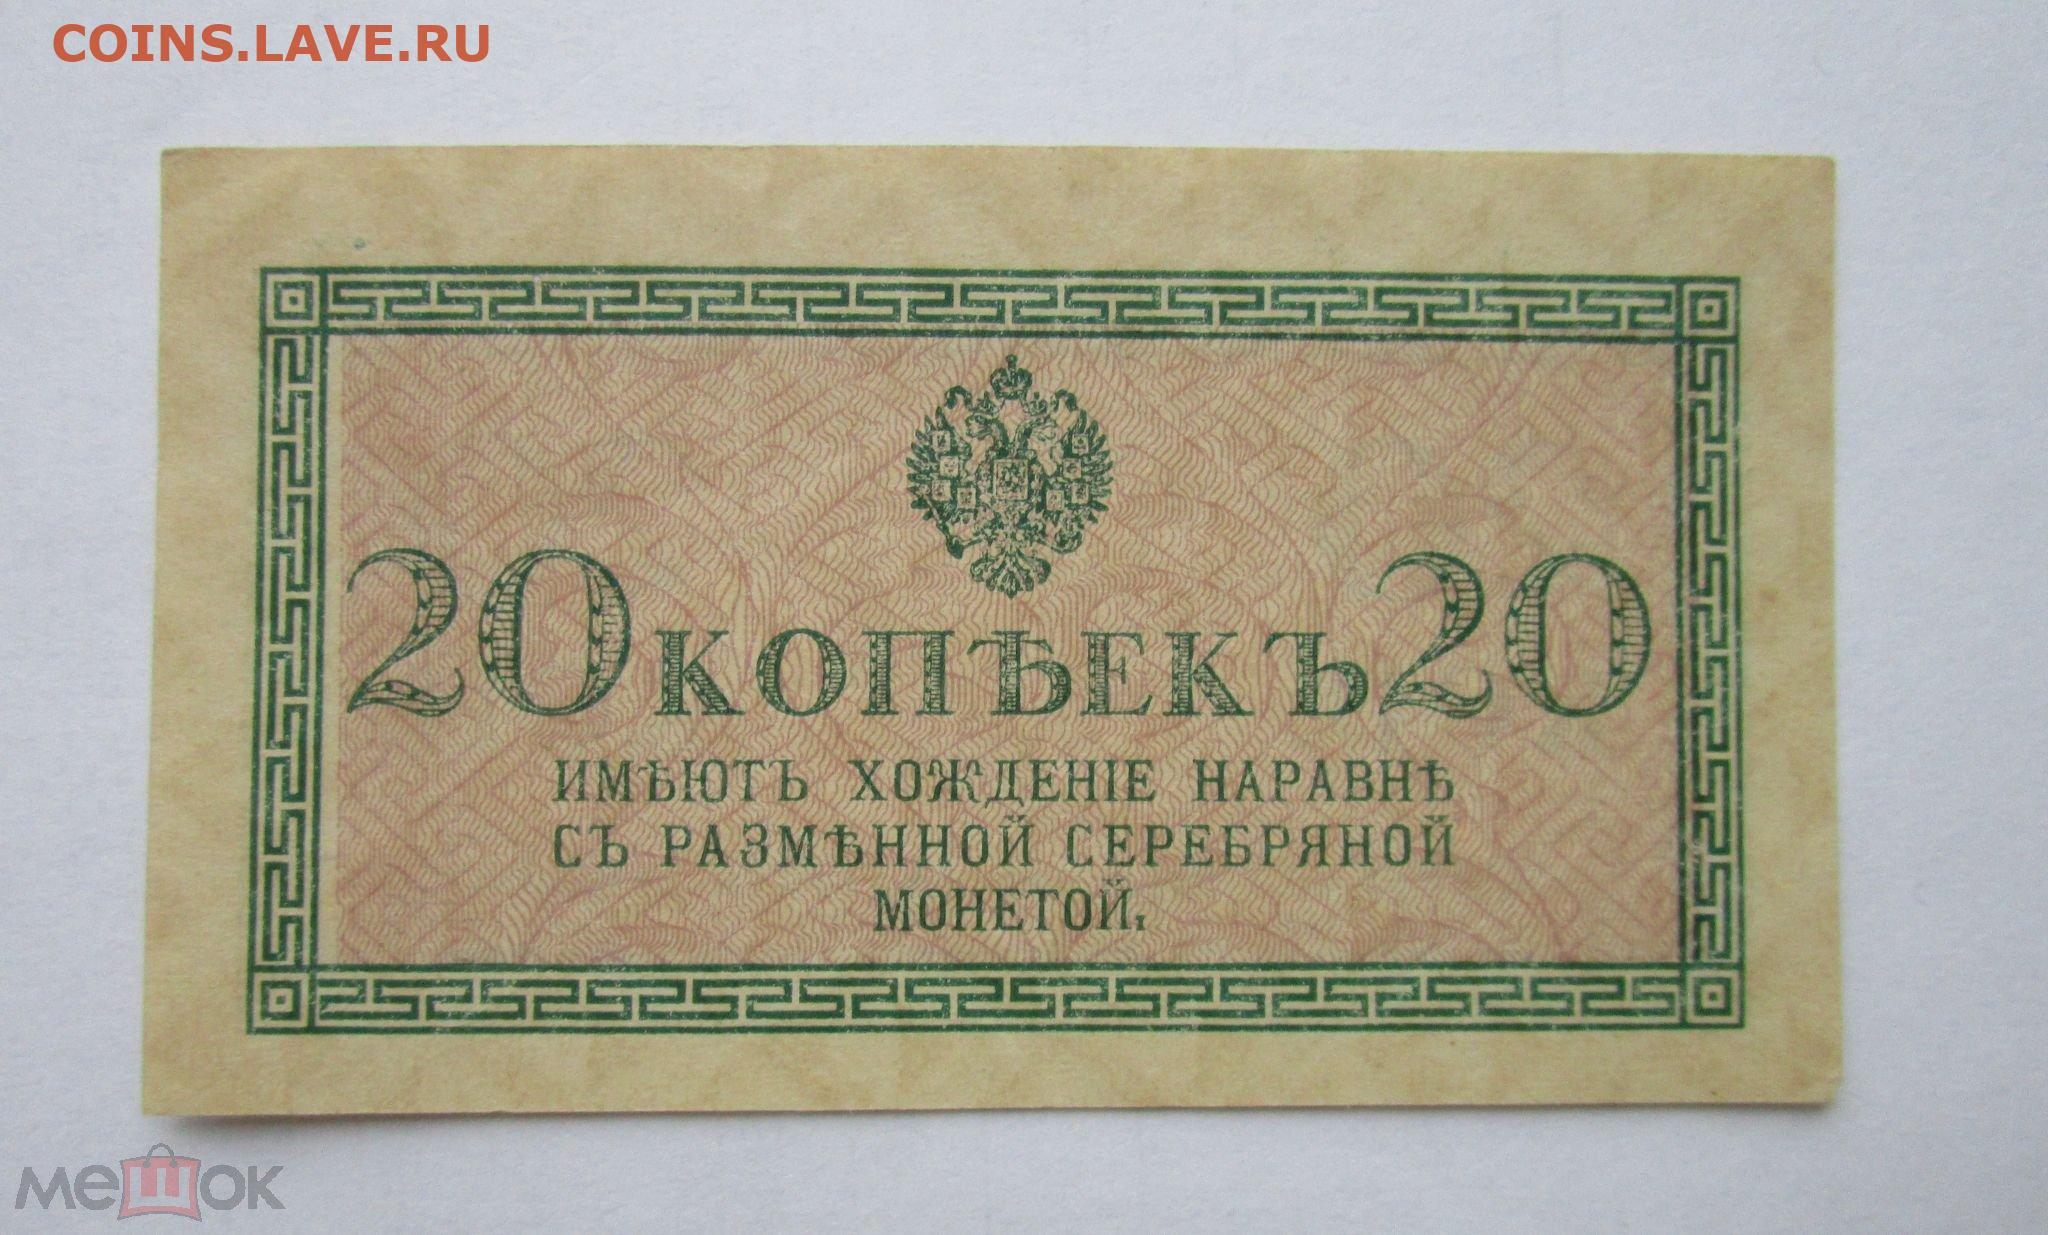 COINS.LAVE.RU
20 КОПѢЕКЪ 20
ИМѢЮТЪ ХОЖДЕНІЕ НАРАВНѢ
СЪ РАЗМѢННОЙ СЕРЕБРЯНОЙ
МОНЕТОЙ.
мешок